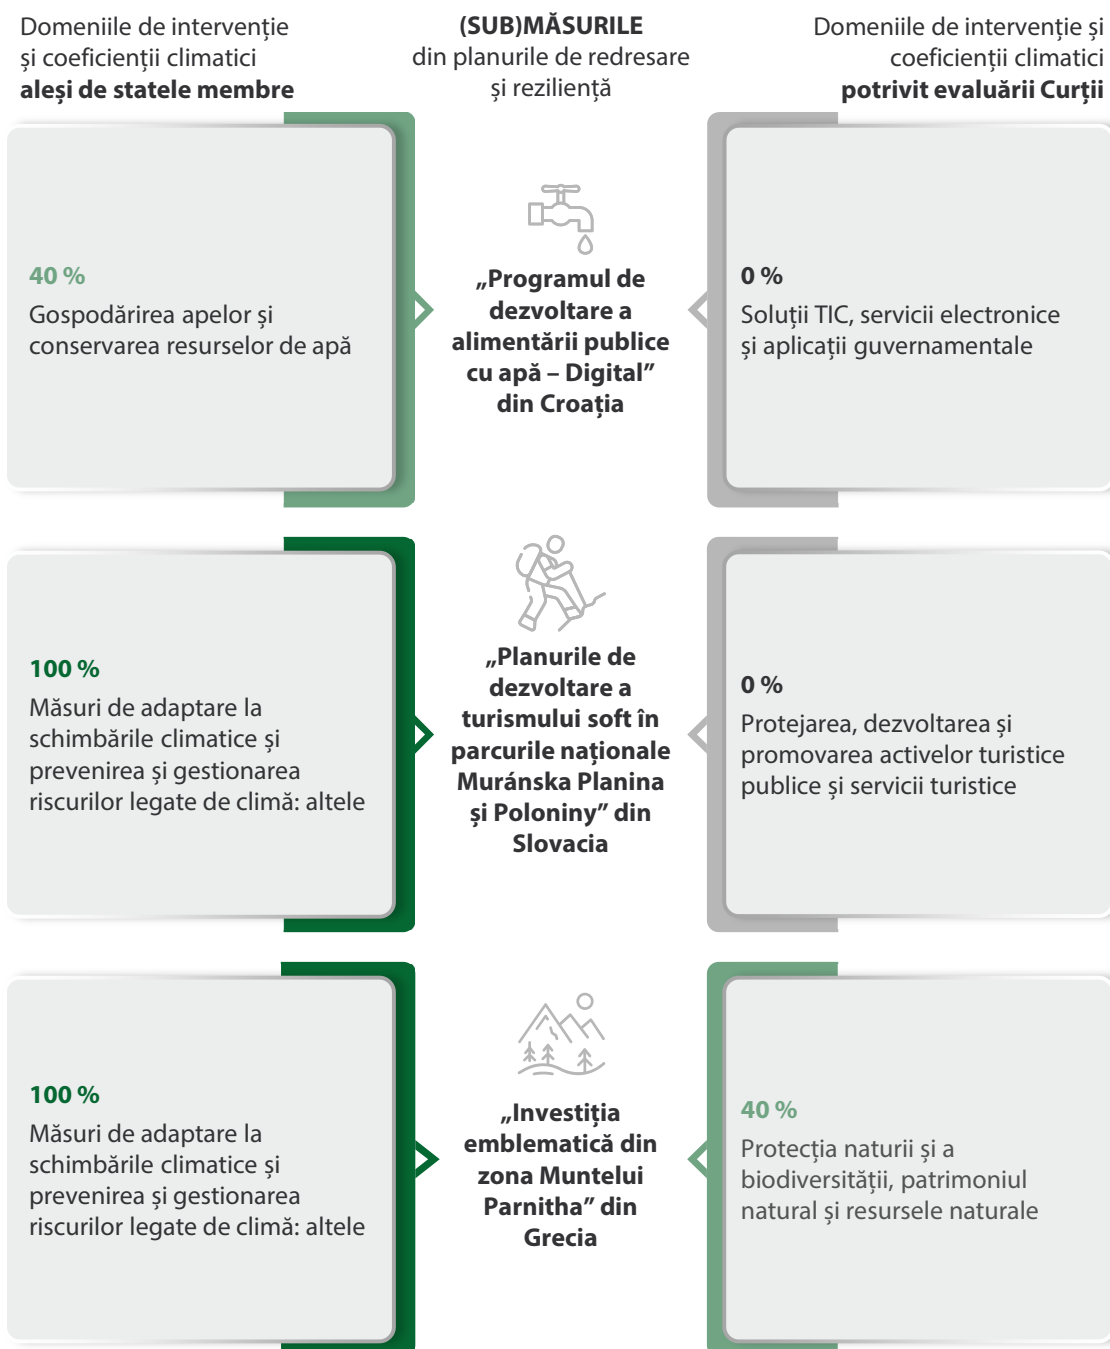 Domeniile de intervenție
și coeficienții climatici
aleși de statele membre
(SUB)MĂSURILE
din planurile de redresare
și reziliență
Domeniile de intervenție și
coeficienții climatici
potrivit evaluării Curții
40 %
Gospodărirea apelor și
conservarea resurselor de apă
„Programul de
dezvoltare a
alimentării publice
cu apă – Digital”
din Croația
0 %
Soluții TIC, servicii electronice
și aplicații guvernamentale
100 %
Măsuri de adaptare la
schimbările climatice și
prevenirea și gestionarea
riscurilor legate de climă: altele
„Planurile de
dezvoltare a
turismului soft în
parcurile naționale
Muránska Planina
și Poloniny” din
Slovacia
0 %
Protejarea, dezvoltarea și
promovarea activelor turistice
publice și servicii turistice
100 %
Măsuri de adaptare la
schimbările climatice și
prevenirea și gestionarea
riscurilor legate de climă: altele
„Investiția
emblematică din
zona Muntelui
Parnitha” din
Grecia
40 %
Protecția naturii și a
biodiversității, patrimoniul
natural și resursele naturale